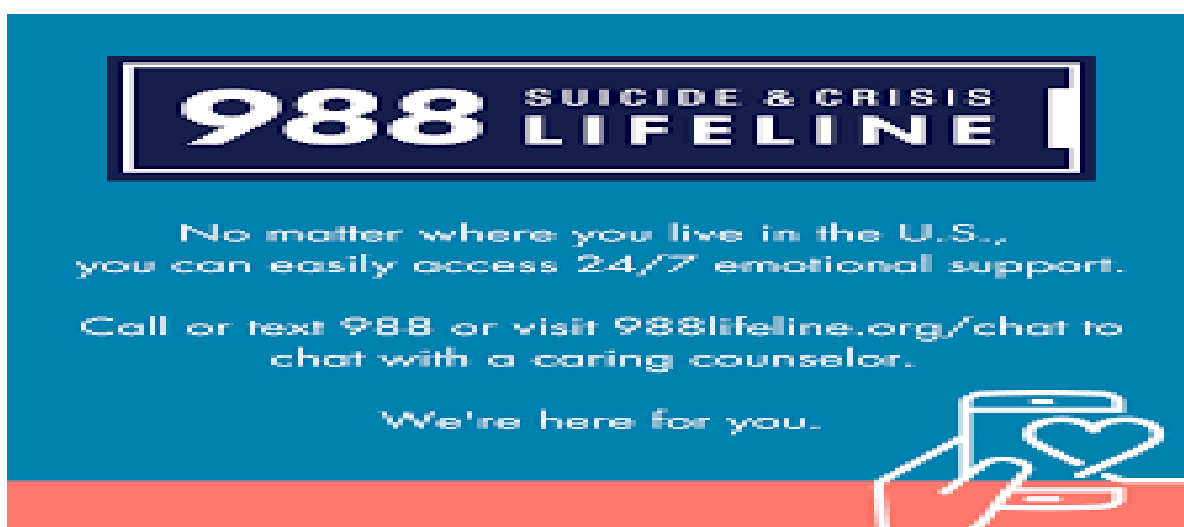 988 SUICIDE & CRISIS
LIFELINE
No matter where you live in the U.S.,
you can easily access 24/7 emotional support.
Call or text 988 or visit 988lifeline.org/chat to
chat with a caring counselor.
We're here for you.